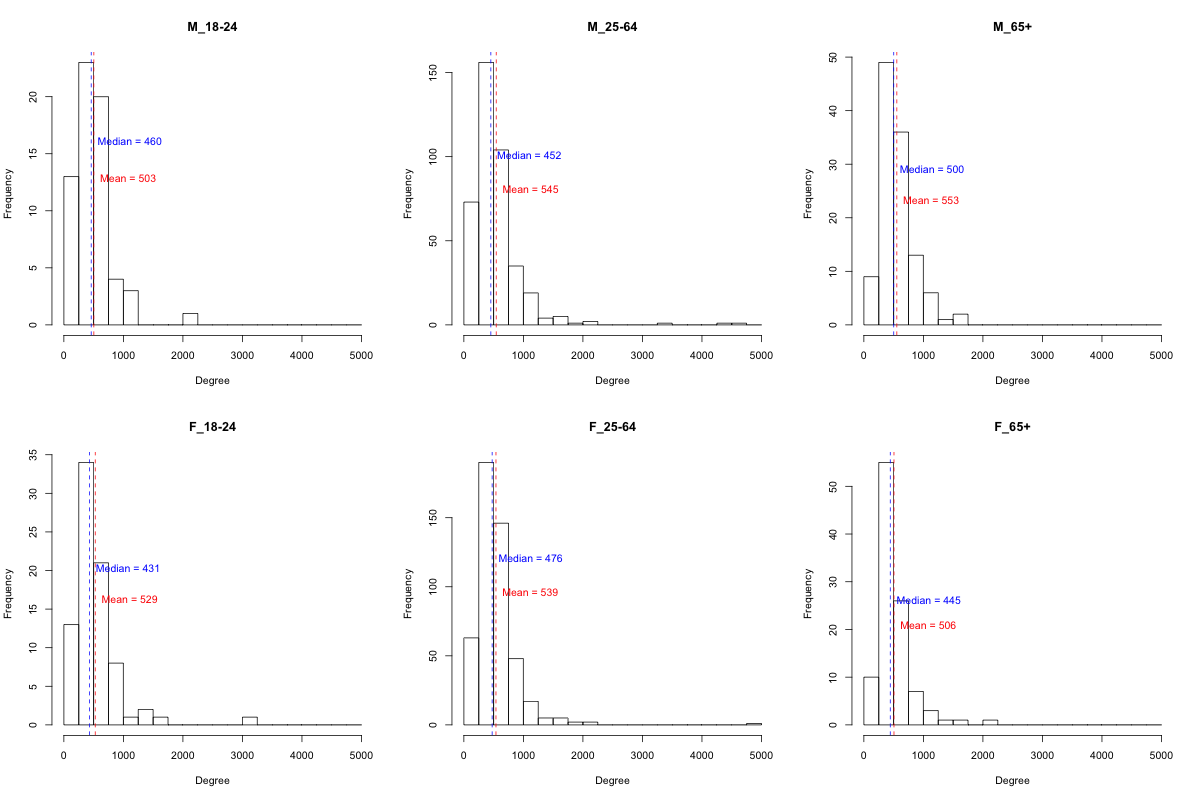 M_18-24
Frequency
20
15
10
5
0
Median = 460
Mean = 503
0 1000 2000 3000 4000 5000
Degree
M_25-64
Frequency
150
100
50
0
Median = 452
Mean = 545
0 1000 2000 3000 4000 5000
Degree
M_65+
Frequency
50
40
30
20
10
0
Median = 500
Mean = 553
0 1000 2000 3000 4000 5000
Degree
F_18-24
Frequency
35
30
25
20
15
10
5
0
Median = 431
Mean = 529
0 1000 2000 3000 4000 5000
Degree
F_25-64
Frequency
150
100
50
0
Median = 476
Mean = 539
0 1000 2000 3000 4000 5000
Degree
F_65+
Frequency
50
40
30
20
10
0
Median = 445
Mean = 506
0 1000 2000 3000 4000 5000
Degree